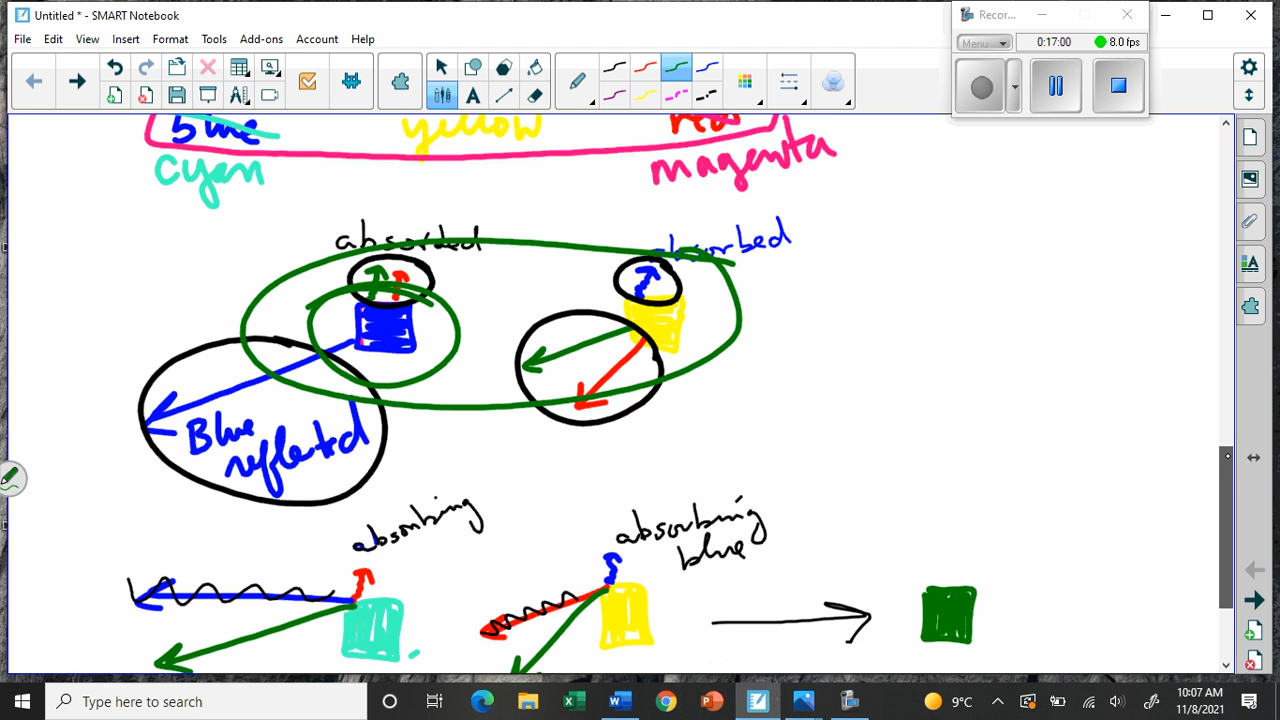 Untitled * - SMART Notebook
Recor...
File Edit View Insert Format Tools Add-ons Account Help
Menu
0:17:00
8.0 fps
blue yellow red
cyan magenta
absorbed absorbed
Blue
reflected
absorbing
absorbing
blue
Type here to search
9°C
10:07 AM
11/8/2021